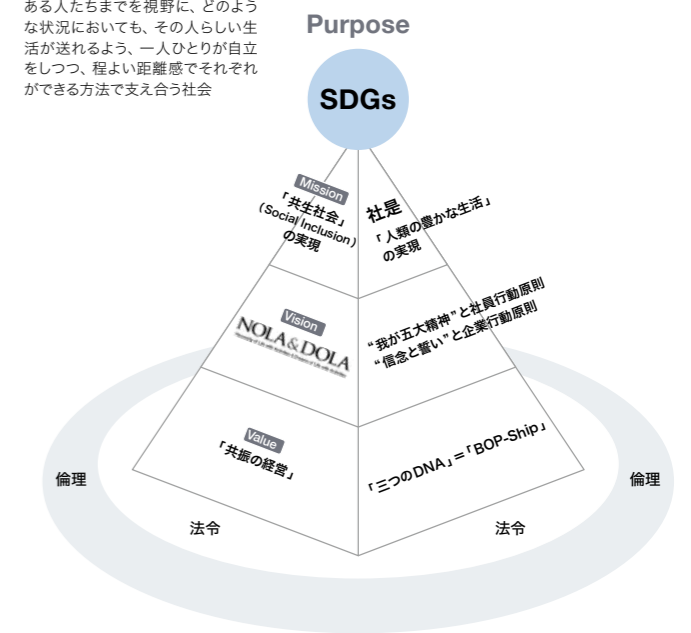 ある人たちまでを視野に、どのよう
な状況においても、その人らしい生
活が送れるよう、一人ひとりが自立
をしつつ、程よい距離感でそれぞれ
ができる方法で支え合う社会
Purpose
SDGs
Mission
「共生社会」
(Social Inclusion)
の実現
社是
「人類の豊かな生活」
の実現
Vision
NOLA&DOLA
“我が五大精神”と社員行動原則
“信念と誓い”と企業行動原則
Value
「共振の経営」
「三つのDNA」=「BOP-Ship」
倫理
倫理
法令
法令